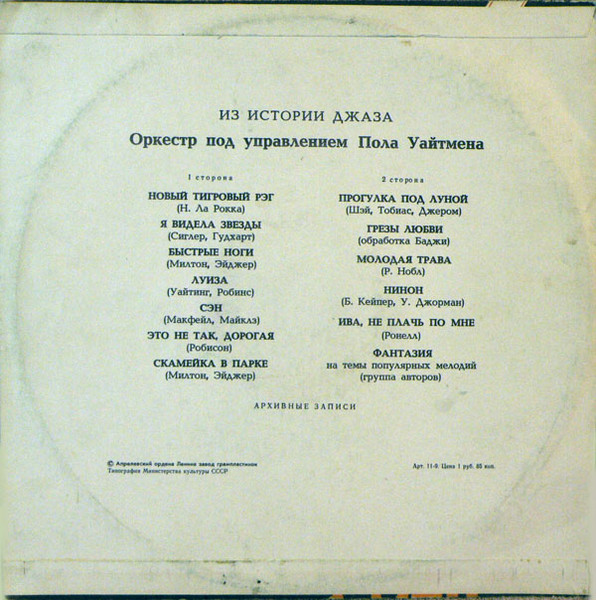 ИЗ ИСТОРИИ ДЖАЗА
Оркестр под управлением Пола Уайтмена
1 сторона
НОВЫЙ ТИГРОВЫЙ РЭГ
(Н. Ла Рокка)
Я ВИДЕЛА ЗВЕЗДЫ
(Сиглер, Гудхарт)
БЫСТРЫЕ НОГИ
(Милтон, Эйджер)
ЛУИЗА
(Уайтинг, Робинс)
СЭН
(Макфейл, Майклз)
ЭТО НЕ ТАК, ДОРОГАЯ
(Робисон)
СКАМЕЙКА В ПАРКЕ
(Милтон, Эйджер)
2 сторона
ПРОГУЛКА ПОД ЛУНОЙ
(Шэй, Тобиас, Джером)
ГРЕЗЫ ЛЮБВИ
(обработка Баджи)
МОЛОДАЯ ТРАВА
(Р. Нобл)
НИНОН
(Б. Кейпер, У. Джорман)
ИВА, НЕ ПЛАЧЬ ПО МНЕ
(Ронелл)
ФАНТАЗИЯ
на темы популярных мелодий
(группа авторов)
АРХИВНЫЕ ЗАПИСИ
© Апрелевский ордена Ленина завод грампластинок
Типография Министерства культуры СССР
Арт. 11-9. Цена 1 руб. 85 коп.